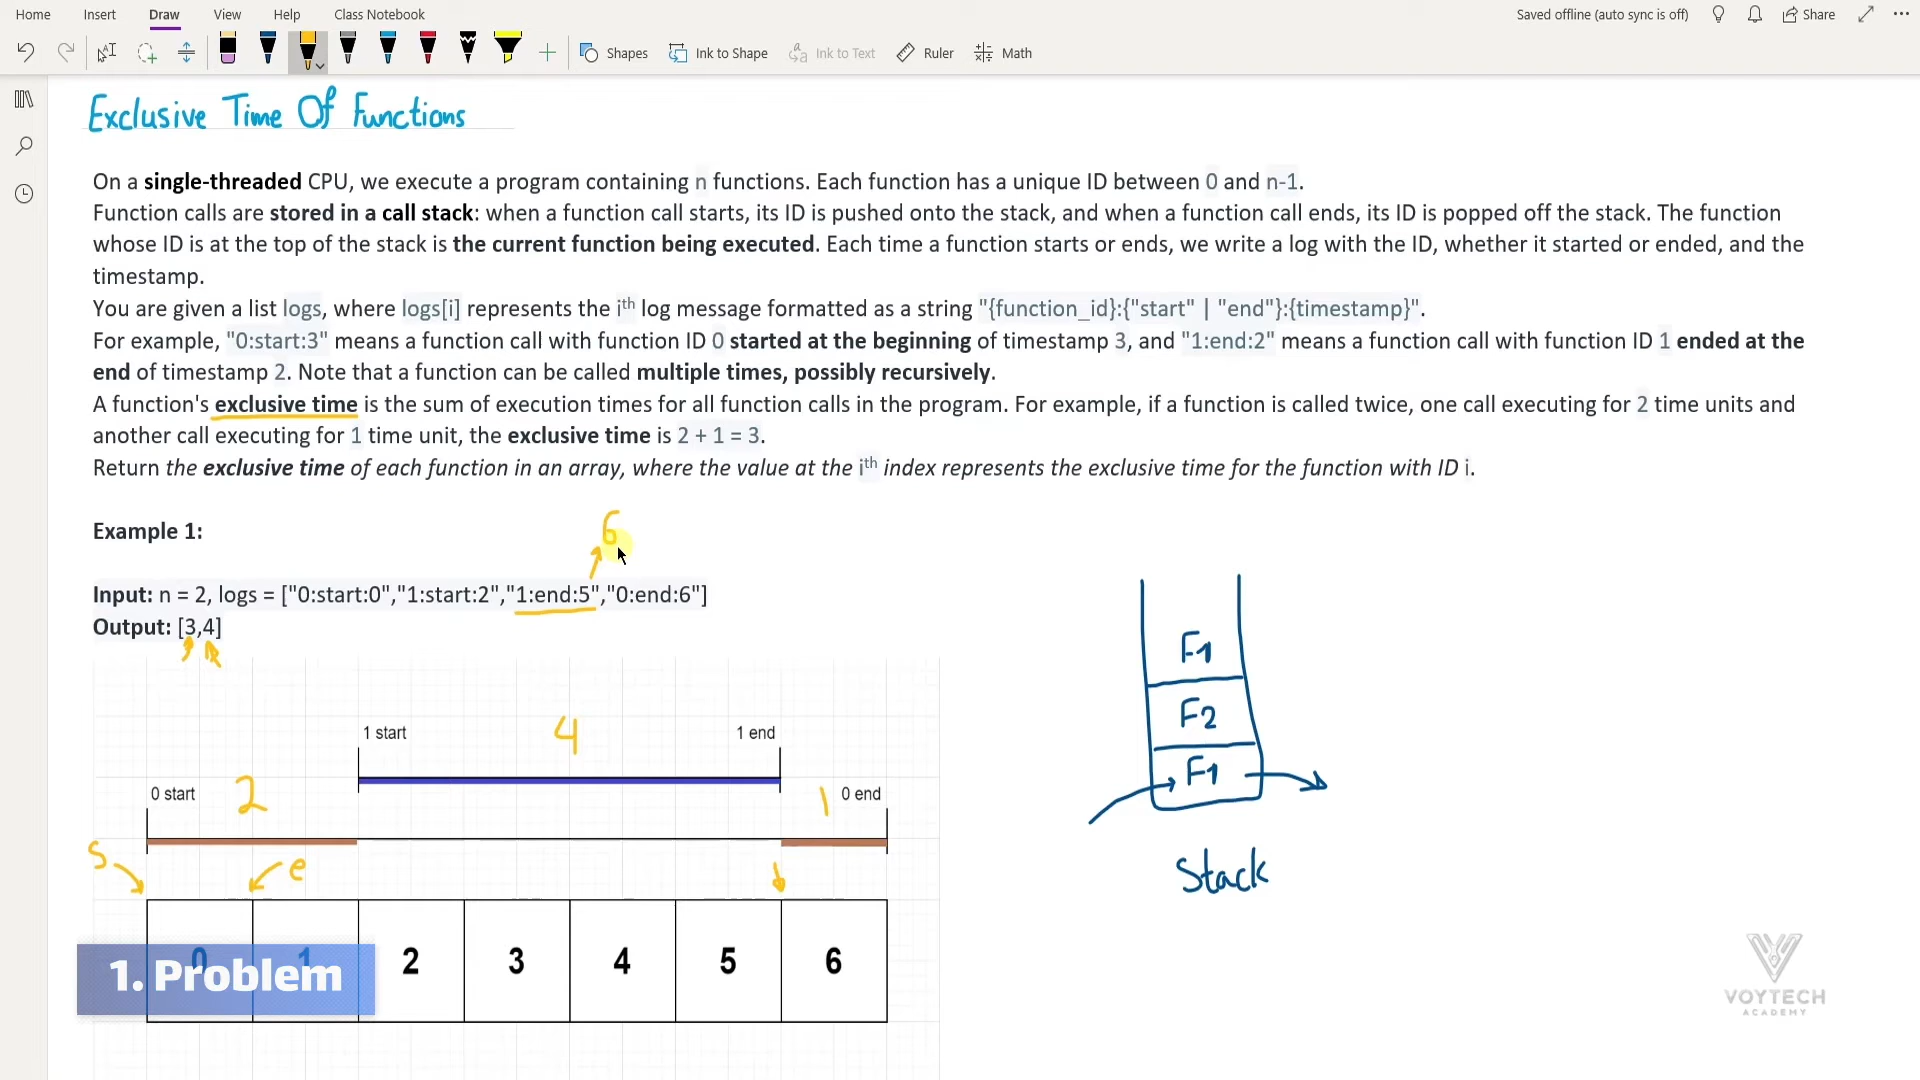 Home Insert Draw View Help Class Notebook Saved offline (auto sync is off) Share
Shapes Ink to Shape Ink to Text Ruler Math
Exclusive Time Of Functions
On a single-threaded CPU, we execute a program containing n functions. Each function has a unique ID between 0 and n-1.
Function calls are stored in a call stack: when a function call starts, its ID is pushed onto the stack, and when a function call ends, its ID is popped off the stack. The function
whose ID is at the top of the stack is the current function being executed. Each time a function starts or ends, we write a log with the ID, whether it started or ended, and the
timestamp.
You are given a list logs, where logs[i] represents the ith log message formatted as a string "{function_id}:{"start" | "end"}:{timestamp}".
For example, "0:start:3" means a function call with function ID 0 started at the beginning of timestamp 3, and "1:end:2" means a function call with function ID 1 ended at the
end of timestamp 2. Note that a function can be called multiple times, possibly recursively.
A function's exclusive time is the sum of execution times for all function calls in the program. For example, if a function is called twice, one call executing for 2 time units and
another call executing for 1 time unit, the exclusive time is 2 + 1 = 3.
Return the exclusive time of each function in an array, where the value at the ith index represents the exclusive time for the function with ID i.
Example 1:
6
Input: n = 2, logs = ["0:start:0","1:start:2","1:end:5","0:end:6"]
Output: [3,4]
1 start 4 1 end
0 start 2 1 0 end
S e
0 1 2 3 4 5 6
1. Problem
F1
F2
F1
Stack
VOYTECH
ACADEMY